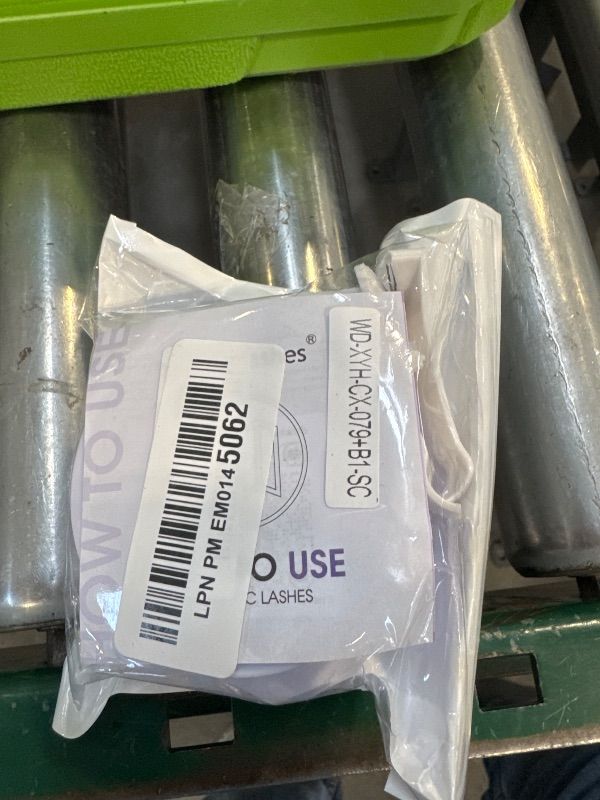 HOW TO USE
es®
WD-XYH-CX-079+B1-SC
LPN PM EM014 5062
O USE
C LASHES